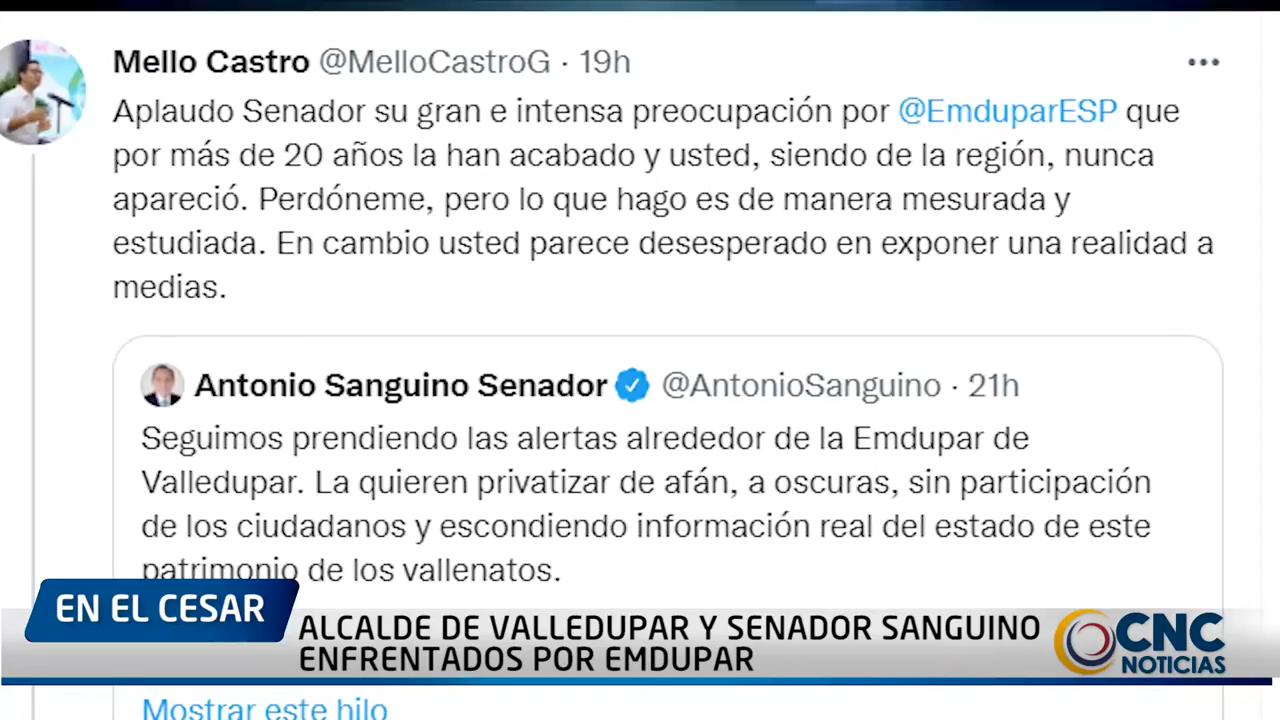 Mello Castro @MelloCastroG · 19h
Aplaudo Senador su gran e intensa preocupación por @EmduparESP que
por más de 20 años la han acabado y usted, siendo de la región, nunca
apareció. Perdóneme, pero lo que hago es de manera mesurada y
estudiada. En cambio usted parece desesperado en exponer una realidad a
medias.
Antonio Sanguino Senador @AntonioSanguino · 21h
Seguimos prendiendo las alertas alrededor de la Emdupar de
Valledupar. La quieren privatizar de afán, a oscuras, sin participación
de los ciudadanos y escondiendo información real del estado de este
patrimonio de los vallenatos.
EN EL CESAR
ALCALDE DE VALLEDUPAR Y SENADOR SANGUINO
ENFRENTADOS POR EMDUPAR
CNC
NOTICIAS
Mostrar este hilo